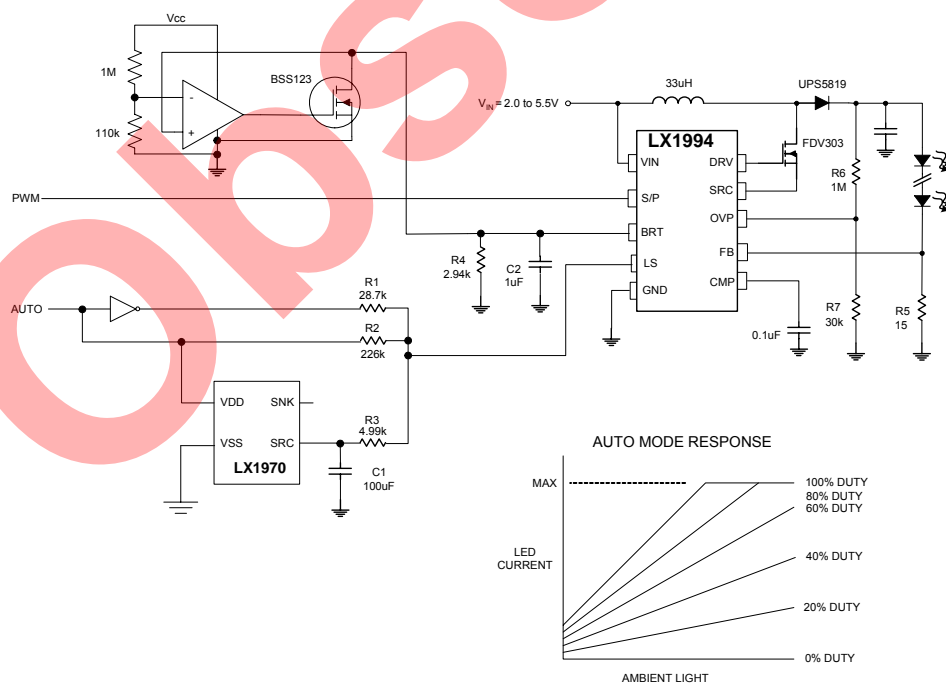 Vcc
1M
110k
-
+
BSS123
V_IN = 2.0 to 5.5V
33uH
UPS5819
FDV303
LX1994
VIN
S/P
BRT
LS
GND
DRV
SRC
OVP
FB
CMP
R6
1M
R7
30k
R5
15
0.1uF
PWM
R4
2.94k
C2
1uF
AUTO
R1
28.7k
R2
226k
R3
4.99k
VDD
SNK
VSS
SRC
LX1970
C1
100uF
AUTO MODE RESPONSE
MAX
LED
CURRENT
100% DUTY
80% DUTY
60% DUTY
40% DUTY
20% DUTY
0% DUTY
AMBIENT LIGHT
Obso